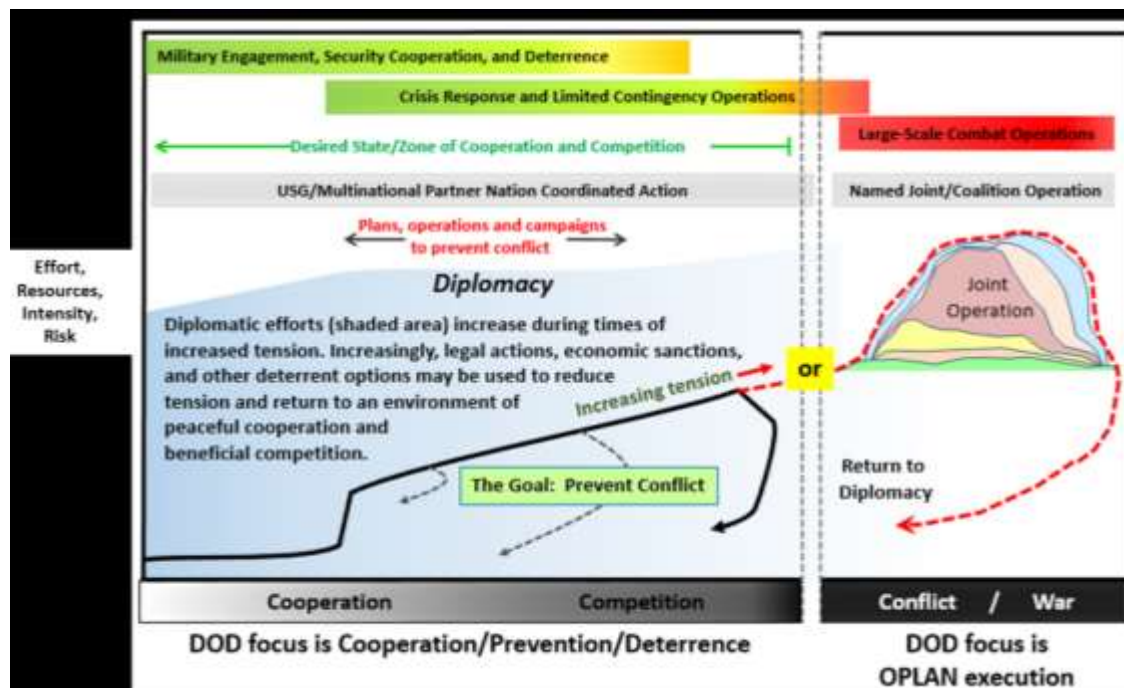 Military Engagement, Security Cooperation, and Deterrence
Crisis Response and Limited Contingency Operations
Large-Scale Combat Operations
Desired State/Zone of Cooperation and Competition
USG/Multinational Partner Nation Coordinated Action
Named Joint/Coalition Operation
Plans, operations and campaigns
to prevent conflict
Effort,
Resources,
Intensity,
Risk
Diplomacy
Diplomatic efforts (shaded area) increase during times of
increased tension. Increasingly, legal actions, economic sanctions,
and other deterrent options may be used to reduce
tension and return to an environment of
peaceful cooperation and
beneficial competition.
Increasing tension
or
Joint
Operation
The Goal: Prevent Conflict
Return to
Diplomacy
Cooperation
Competition
Conflict / War
DOD focus is Cooperation/Prevention/Deterrence
DOD focus is
OPLAN execution